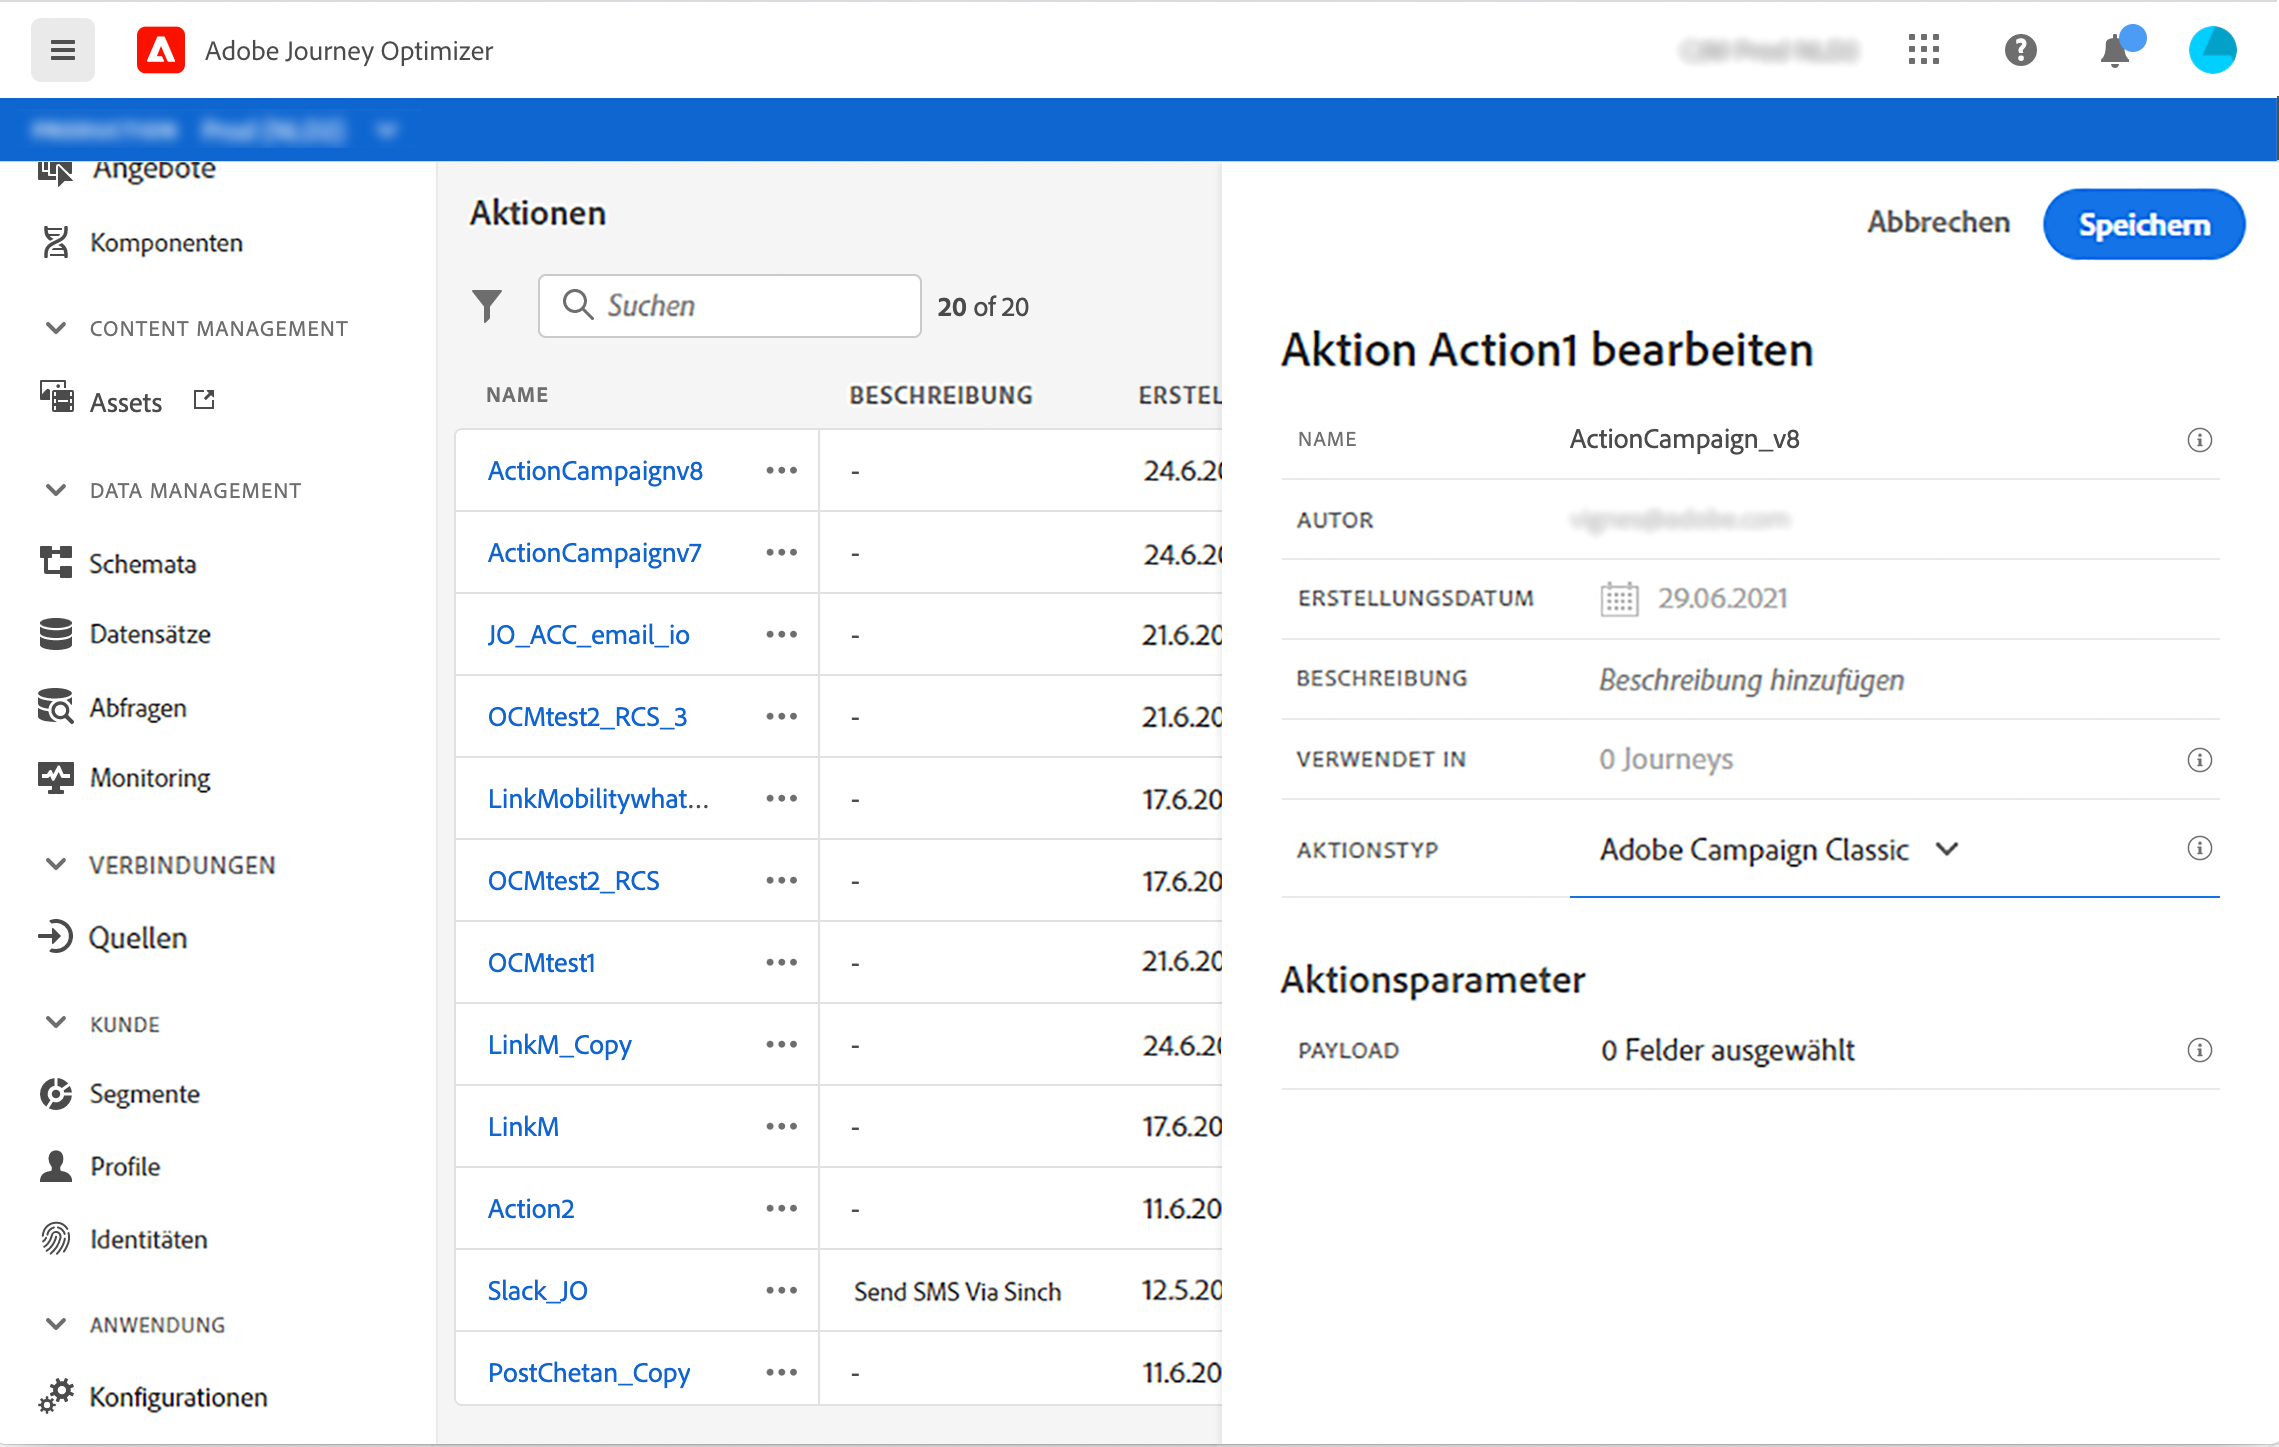 Adobe Journey Optimizer
Angebote
Komponenten
CONTENT MANAGEMENT
Assets
DATA MANAGEMENT
Schemata
Datensätze
Abfragen
Monitoring
VERBINDUNGEN
Quellen
KUNDE
Segmente
Profile
Identitäten
ANWENDUNG
Konfigurationen
Aktionen
Suchen
20 of 20
NAME BESCHREIBUNG ERSTEL
ActionCampaignv8 ••• - 24.6.20
ActionCampaignv7 ••• - 24.6.20
JO_ACC_email_io ••• - 21.6.20
OCMtest2_RCS_3 ••• - 21.6.20
LinkMobilitywhat... ••• - 17.6.20
OCMtest2_RCS ••• - 17.6.20
OCMtest1 ••• - 21.6.20
LinkM_Copy ••• - 24.6.20
LinkM ••• - 17.6.20
Action2 ••• - 11.6.20
Slack_JO ••• Send SMS Via Sinch 12.5.20
PostChetan_Copy ••• - 11.6.20
Abbrechen
Speichern
Aktion Action1 bearbeiten
NAME ActionCampaign_v8
AUTOR
ERSTELLUNGSDATUM 29.06.2021
BESCHREIBUNG Beschreibung hinzufügen
VERWENDET IN 0 Journeys
AKTIONSTYP Adobe Campaign Classic
Aktionsparameter
PAYLOAD 0 Felder ausgewählt